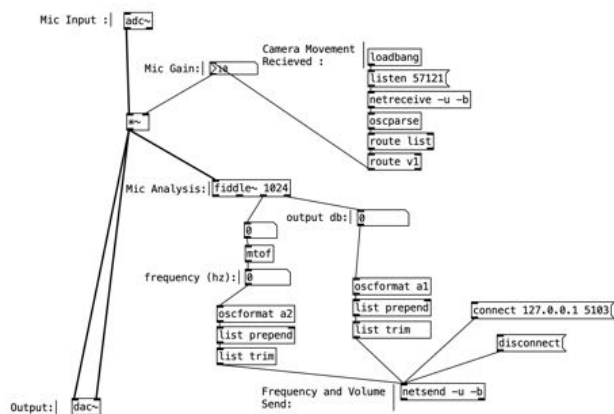 Mic Input :
adc~
Camera Movement
Recieved :
loadbang
listen 57121
netreceive -u -b
oscparse
route list
route v1
Mic Gain:
>10
*~
Mic Analysis:
fiddle~ 1024
0
mtof
frequency (hz):
0
oscformat a2
list prepend
list trim
output db:
0
oscformat a1
list prepend
list trim
connect 127.0.0.1 5103
disconnect
Frequency and Volume
Send:
netsend -u -b
Output:
dac~